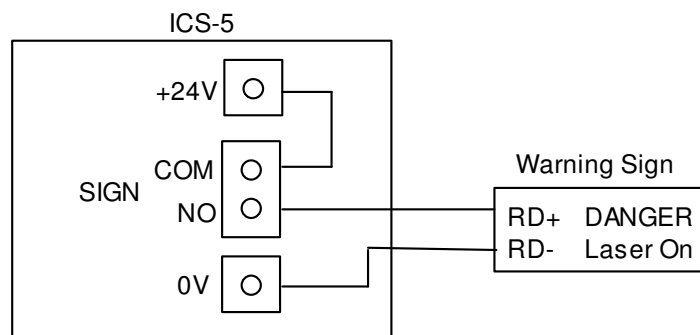 ICS-5
+24V
COM
SIGN
NO
0V
Warning Sign
RD+ DANGER
RD- Laser On